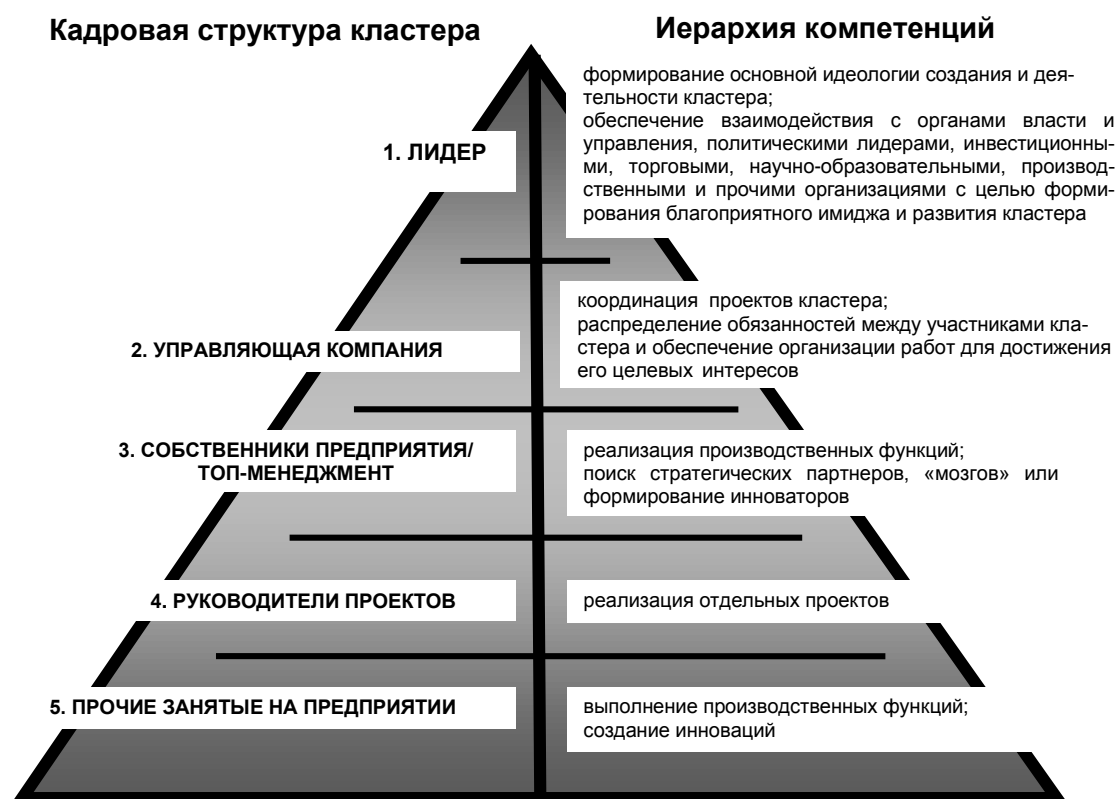 Кадровая структура кластера
Иерархия компетенций
1. ЛИДЕР
формирование основной идеологии создания и дея-
тельности кластера;
обеспечение взаимодействия с органами власти и
управления, политическими лидерами, инвестиционны-
ми, торговыми, научно-образовательными, производ-
ственными и прочими организациями с целью форми-
рования благоприятного имиджа и развития кластера
2. УПРАВЛЯЮЩАЯ КОМПАНИЯ
координация проектов кластера;
распределение обязанностей между участниками кла-
стера и обеспечение организации работ для достижения
его целевых интересов
3. СОБСТВЕННИКИ ПРЕДПРИЯТИЯ/
ТОП-МЕНЕДЖМЕНТ
реализация производственных функций;
поиск стратегических партнеров, «мозгов» или
формирование инноваторов
4. РУКОВОДИТЕЛИ ПРОЕКТОВ
реализация отдельных проектов
5. ПРОЧИЕ ЗАНЯТЫЕ НА ПРЕДПРИЯТИИ
выполнение производственных функций;
создание инноваций